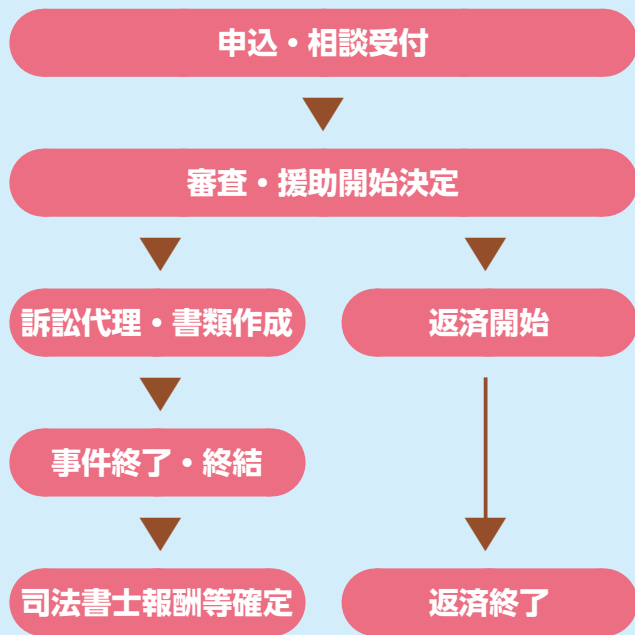 申込・相談受付
審査・援助開始決定
訴訟代理・書類作成
返済開始
事件終了・終結
司法書士報酬等確定
返済終了